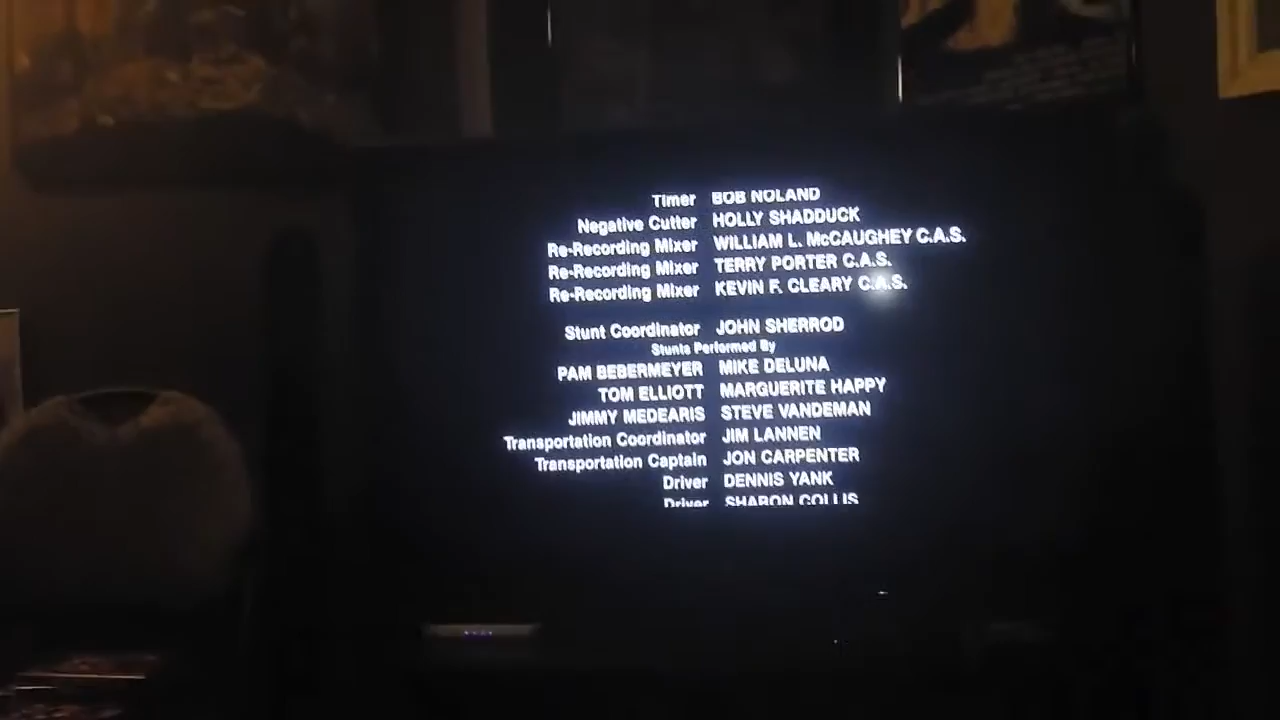 Timer BOB NOLAND
Negative Cutter HOLLY SHADDUCK
Re-Recording Mixer WILLIAM L. McCAUGHEY C.A.S.
Re-Recording Mixer TERRY PORTER C.A.S.
Re-Recording Mixer KEVIN F. CLEARY C.A.S.
Stunt Coordinator JOHN SHERROD
Stunts Performed By
PAM BEBERMEYER MIKE DELUNA
TOM ELLIOTT MARGUERITE HAPPY
JIMMY MEDEARIS STEVE VANDEMAN
Transportation Coordinator JIM LANNEN
Transportation Captain JON CARPENTER
Driver DENNIS YANK
Driver SHARON COLLIS